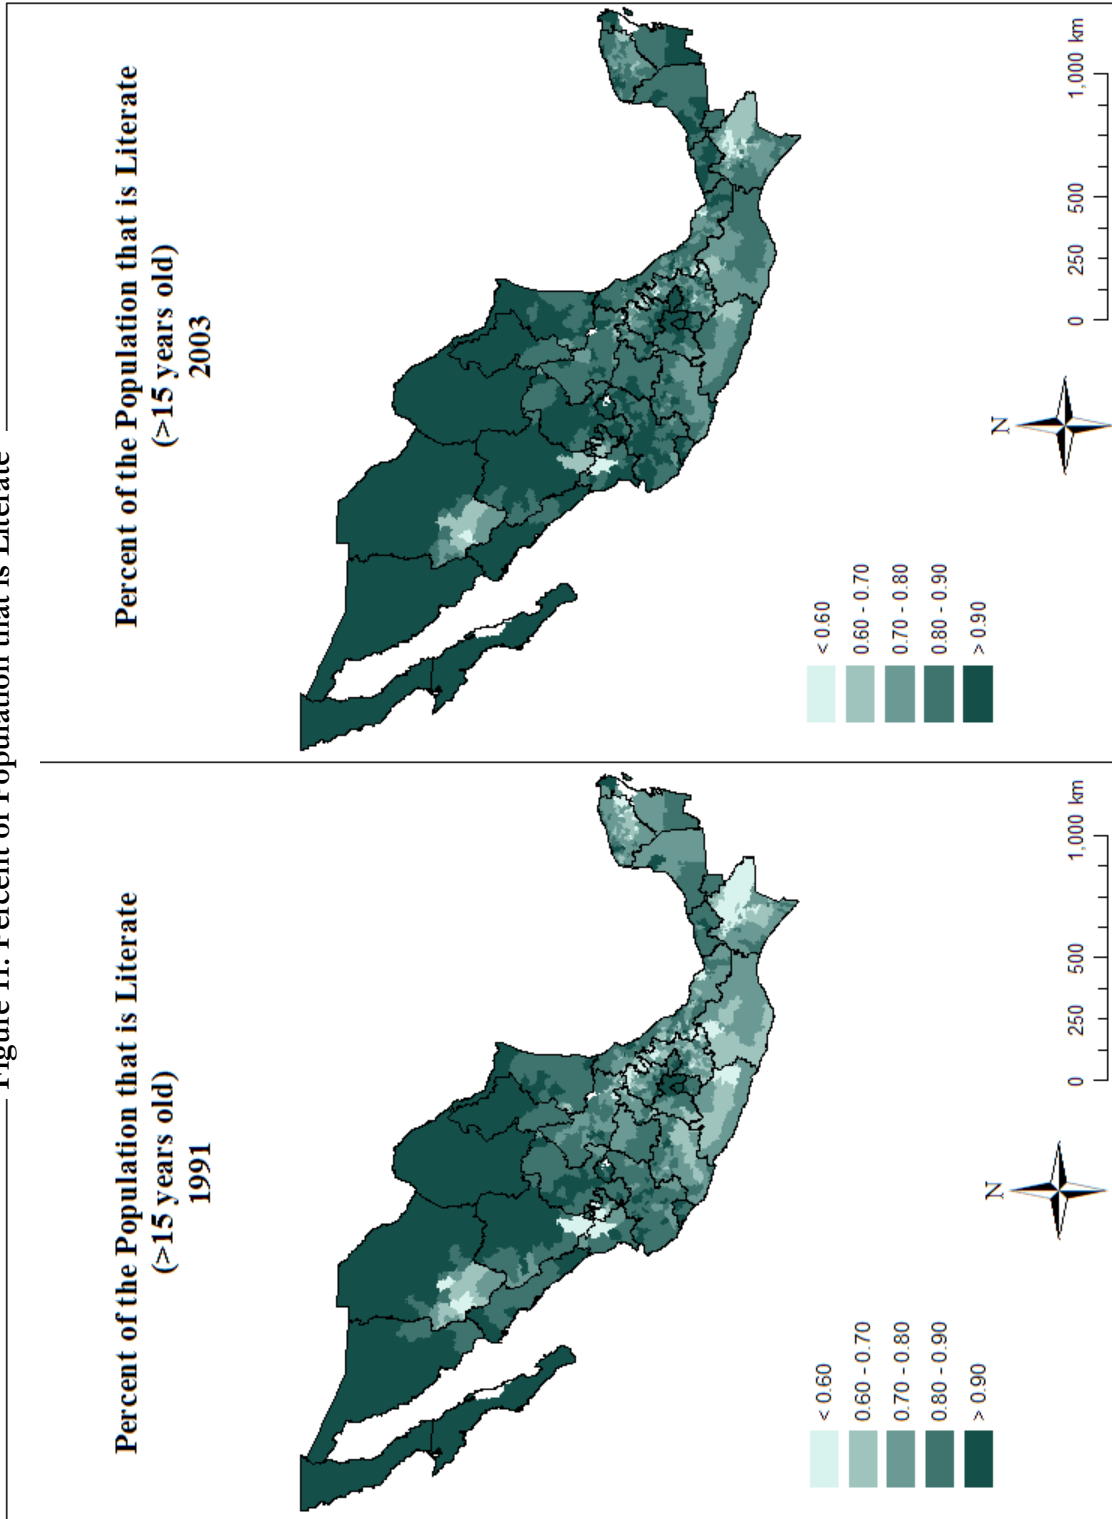 Figure II. Percent of Population that is Literate
Percent of the Population that is Literate
(>15 years old)
1991
N
< 0.60
0.60 - 0.70
0.70 - 0.80
0.80 - 0.90
> 0.90
0 250 500 1,000 km
Percent of the Population that is Literate
(>15 years old)
2003
N
< 0.60
0.60 - 0.70
0.70 - 0.80
0.80 - 0.90
> 0.90
0 250 500 1,000 km